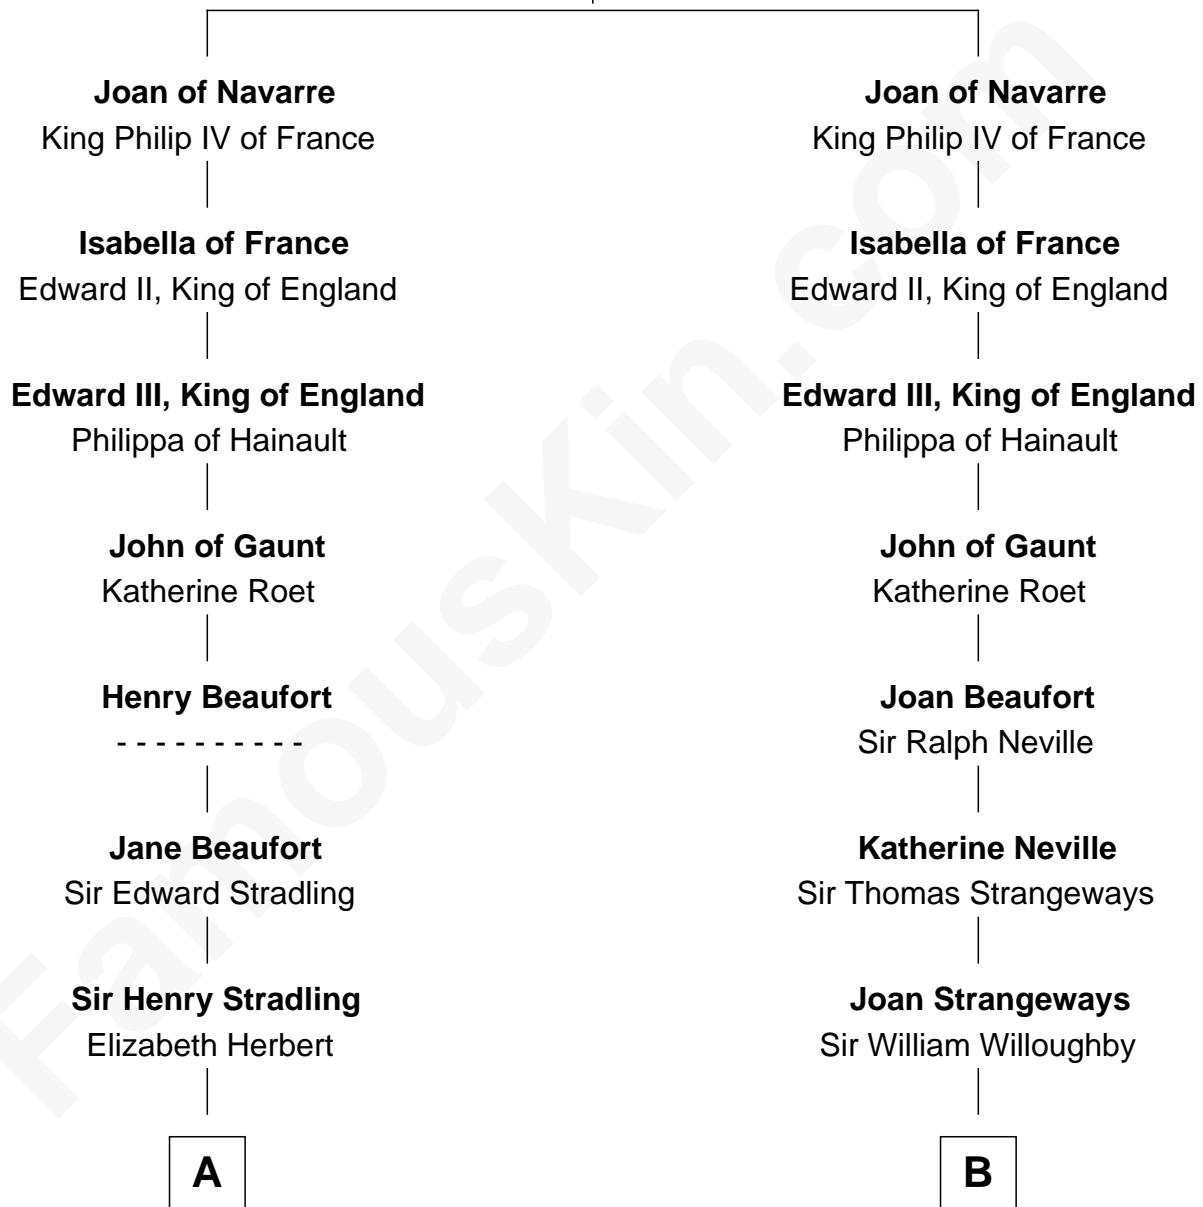 Joan of Navarre
King Philip IV of France
Isabella of France
Edward II, King of England
Edward III, King of England
Philippa of Hainault
John of Gaunt
Katherine Roet
Henry Beaufort
- - - - - - - - - -
Jane Beaufort
Sir Edward Stradling
Sir Henry Stradling
Elizabeth Herbert
A
Joan of Navarre
King Philip IV of France
Isabella of France
Edward II, King of England
Edward III, King of England
Philippa of Hainault
John of Gaunt
Katherine Roet
Joan Beaufort
Sir Ralph Neville
Katherine Neville
Sir Thomas Strangeways
Joan Strangeways
Sir William Willoughby
B
FamousKin.com